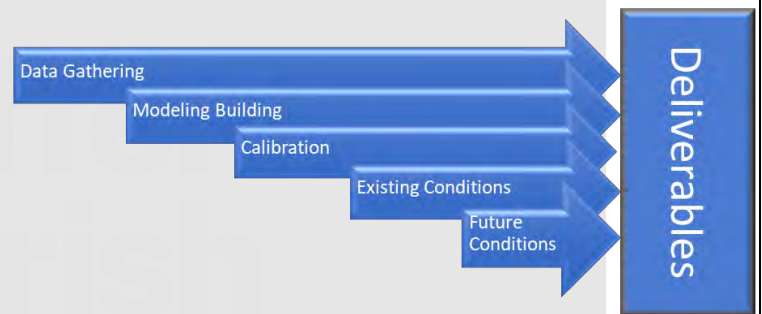 Data Gathering
Modeling Building
Calibration
Existing Conditions
Future
Conditions
Deliverables